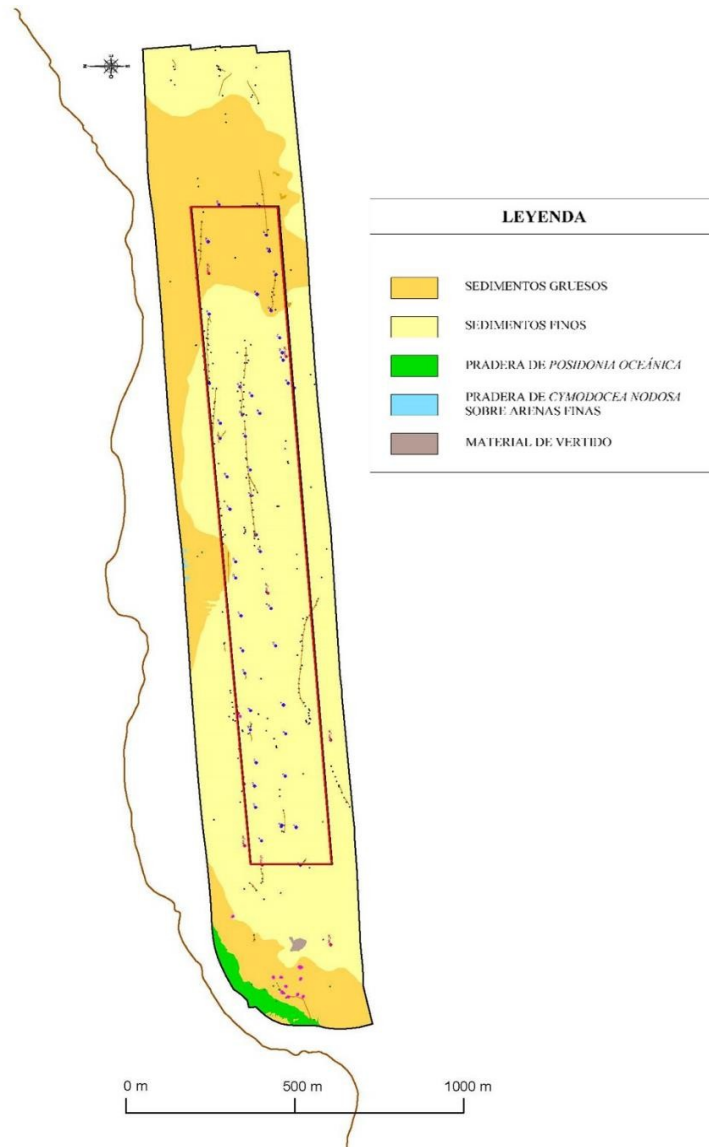 LEYENDA
SEDIMENTOS GRUESOS
SEDIMENTOS FINOS
PRADERA DE POSIDONIA OCEÁNICA
PRADERA DE CYMODOCEA NODOSA
SOBRE ARENAS FINAS
MATERIAL DE VERTIDO
0 m
500 m
1000 m